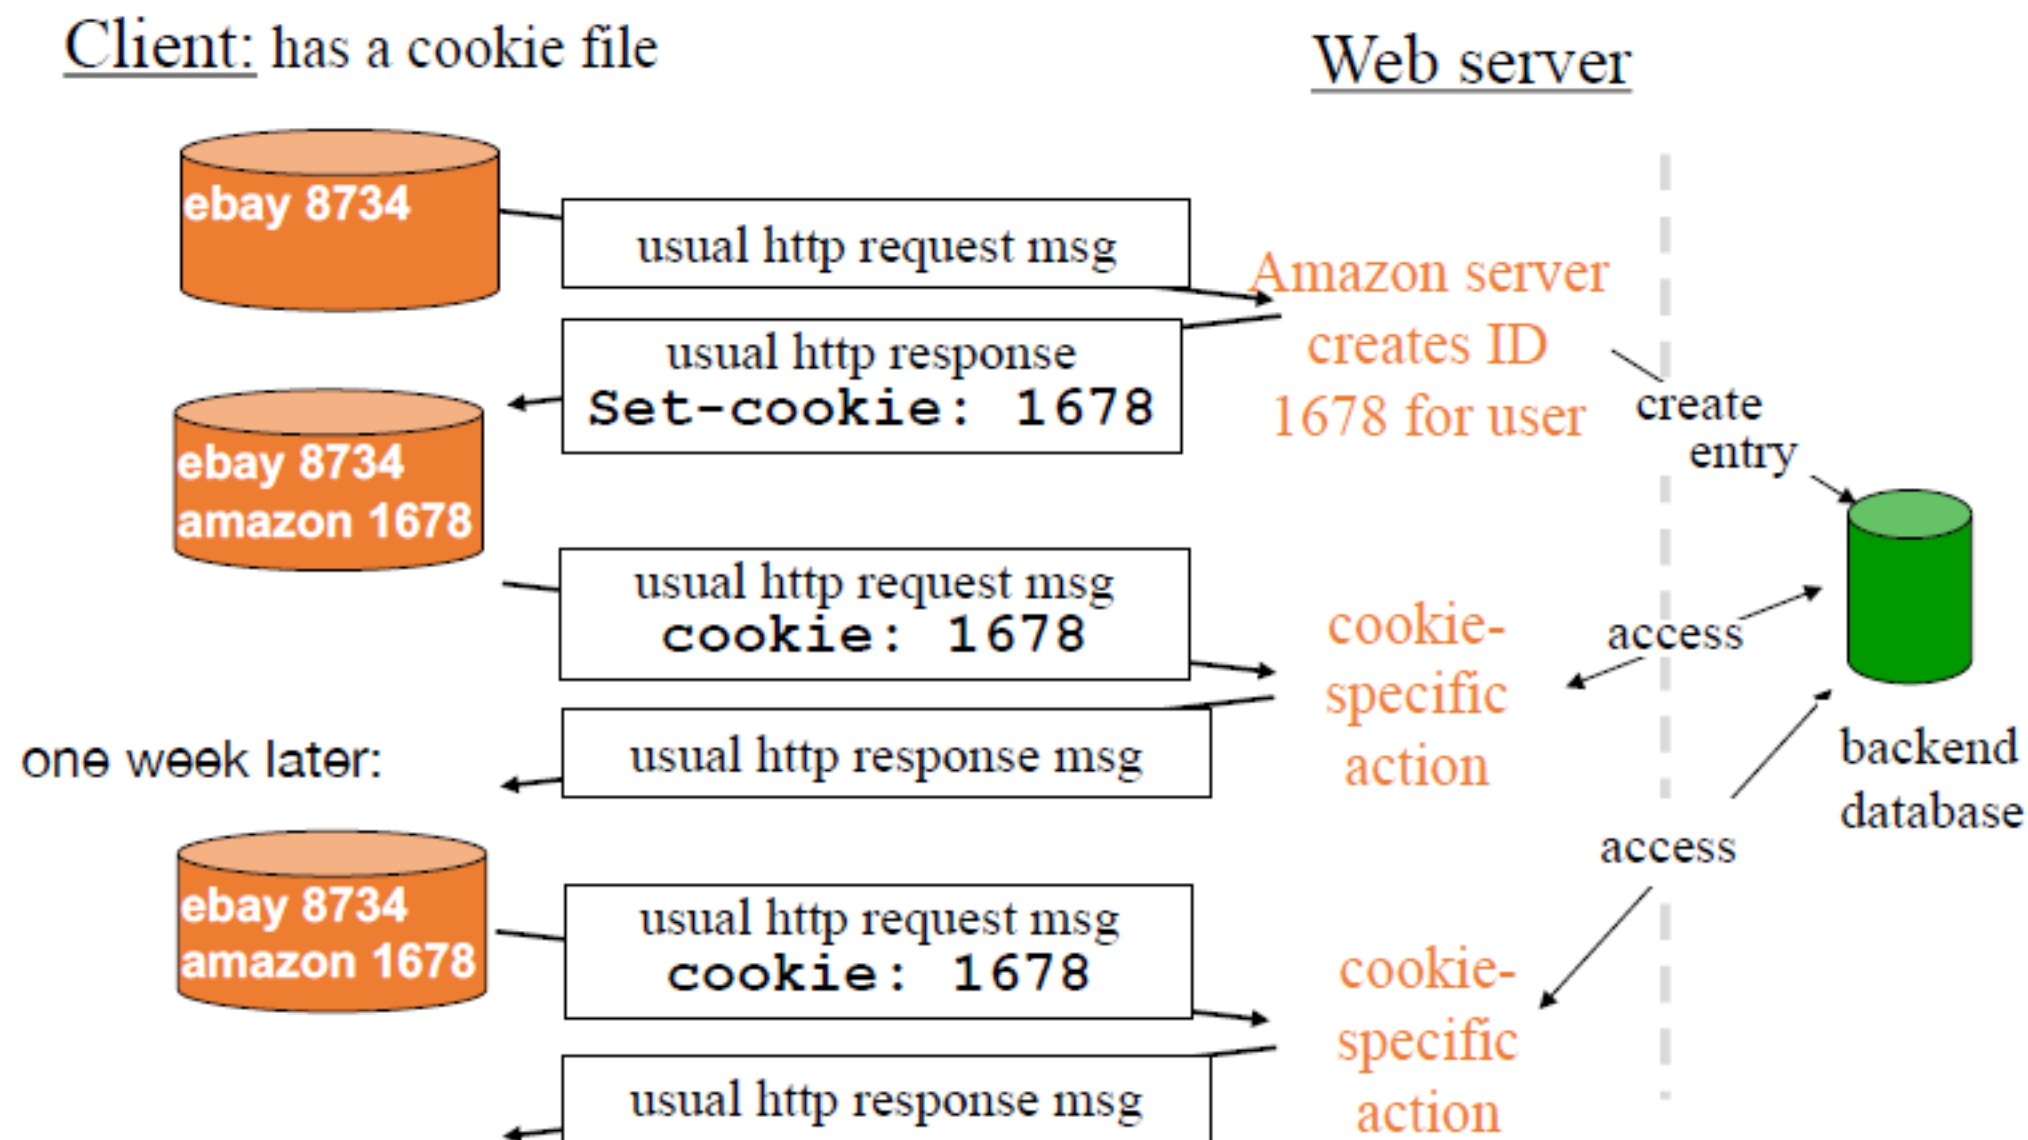 Client: has a cookie file
Web server
ebay 8734
usual http request msg
Amazon server
creates ID
1678 for user
usual http response
Set-cookie: 1678
create
entry
ebay 8734
amazon 1678
usual http request msg
cookie: 1678
cookie-
specific
action
access
usual http response msg
backend
database
one week later:
access
ebay 8734
amazon 1678
usual http request msg
cookie: 1678
cookie-
specific
action
usual http response msg